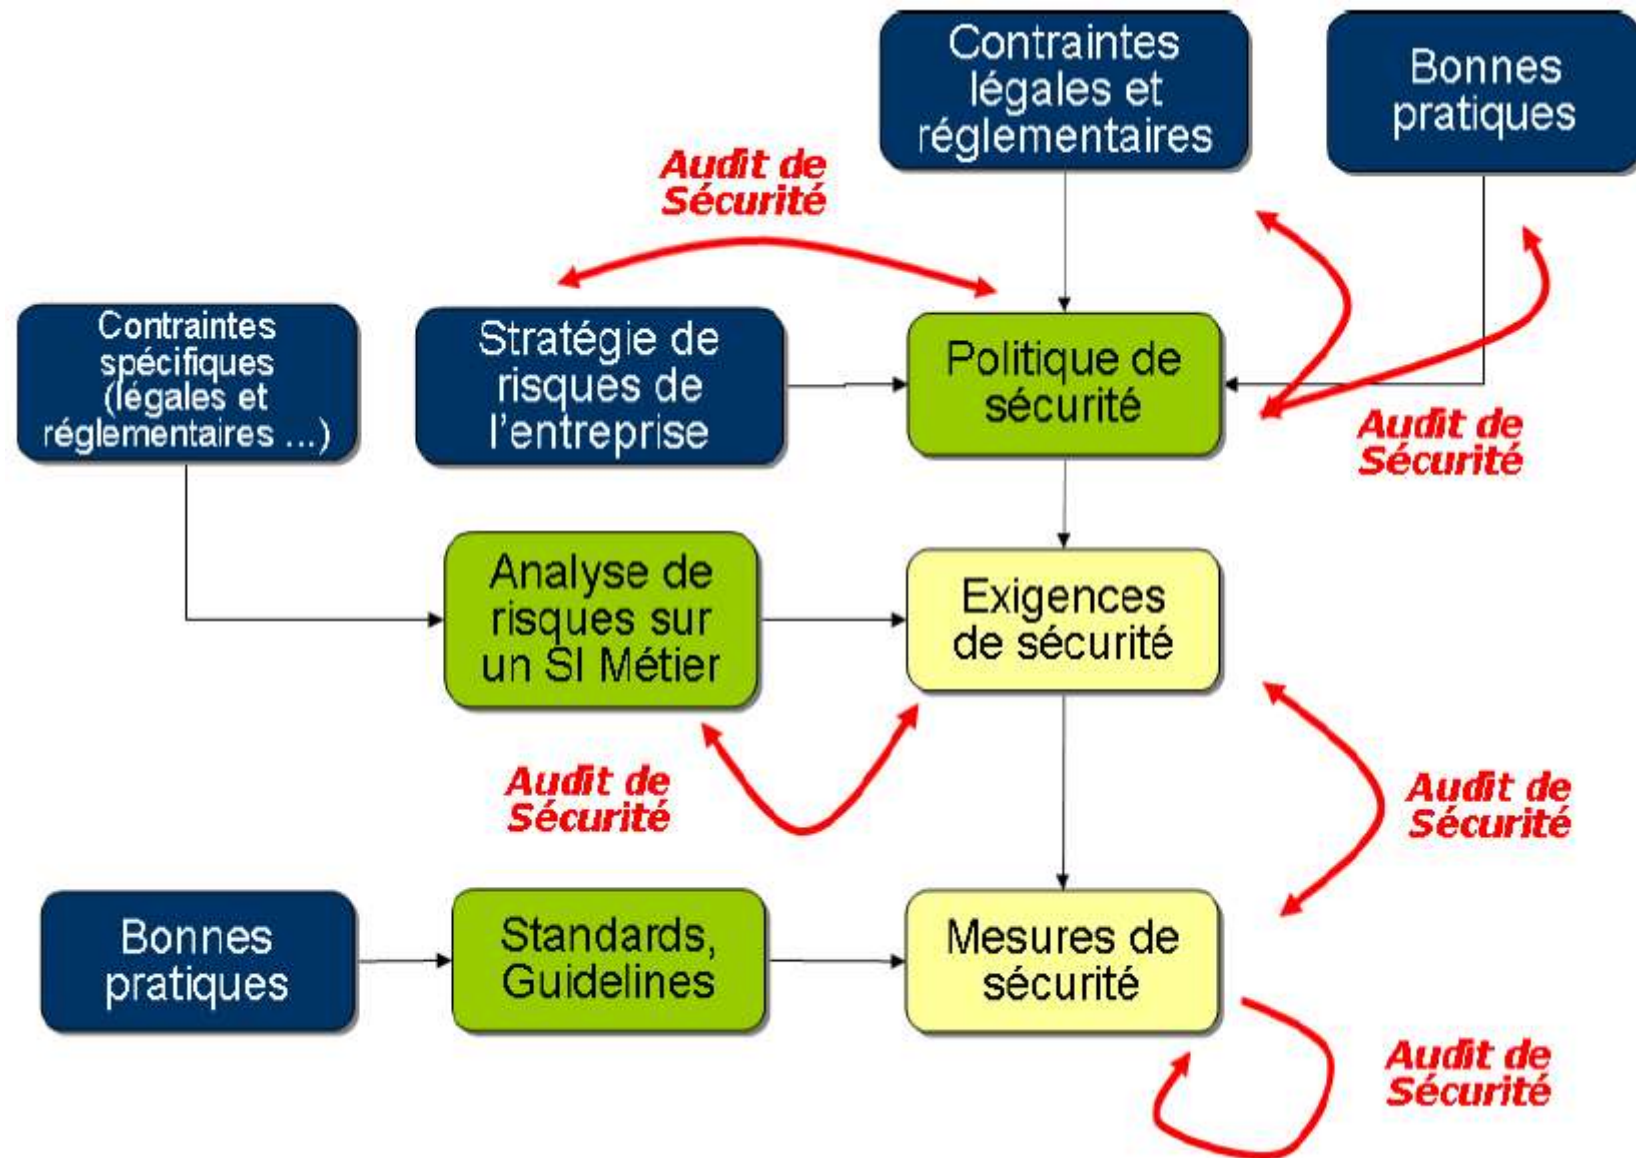 Contraintes
légales et
réglementaires
Bonnes
pratiques
Audit de
Sécurité
Contraintes
spécifiques
(légales et
réglementaires ...)
Stratégie de
risques de
l'entreprise
Politique de
sécurité
Audit de
Sécurité
Analyse de
risques sur
un SI Métier
Exigences
de sécurité
Audit de
Sécurité
Audit de
Sécurité
Bonnes
pratiques
Standards,
Guidelines
Mesures de
sécurité
Audit de
Sécurité